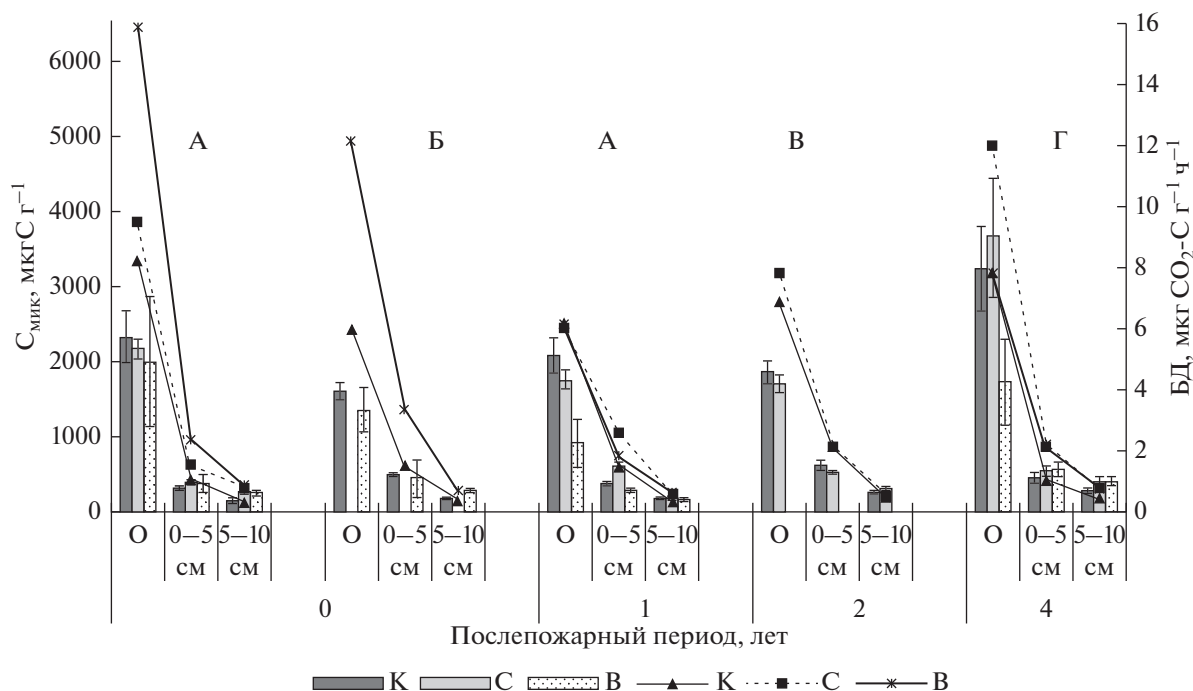 6000
5000
4000
3000
2000
1000
0
C_мик, мкгС г⁻¹
16
14
12
10
8
6
4
2
0
БД, мкг CO₂-С г⁻¹ ч⁻¹
А Б А В Г
О 0–5 см 5–10 см О 0–5 см 5–10 см О 0–5 см 5–10 см О 0–5 см 5–10 см О 0–5 см 5–10 см
0 1 2 4
Послепожарный период, лет
К С В К С В